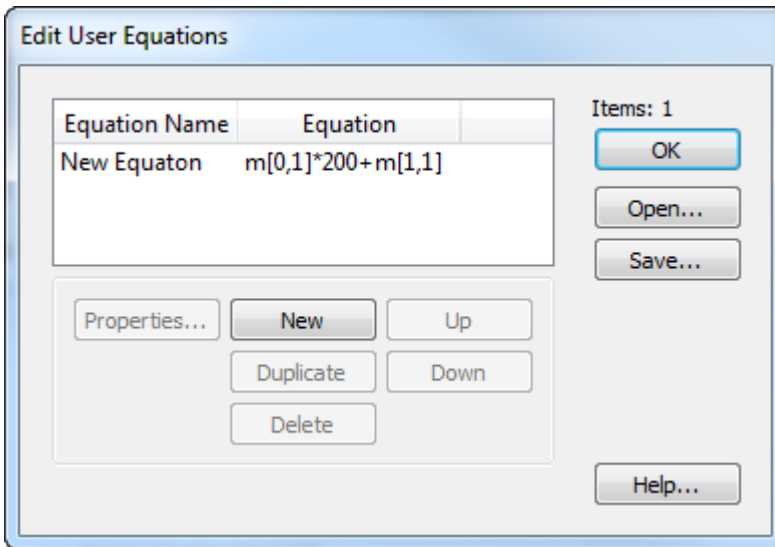 Edit User Equations
Items: 1
Equation Name Equation
OK
New Equaton m[0,1]*200+m[1,1]
Open...
Save...
Properties... New Up
Duplicate Down
Delete
Help...